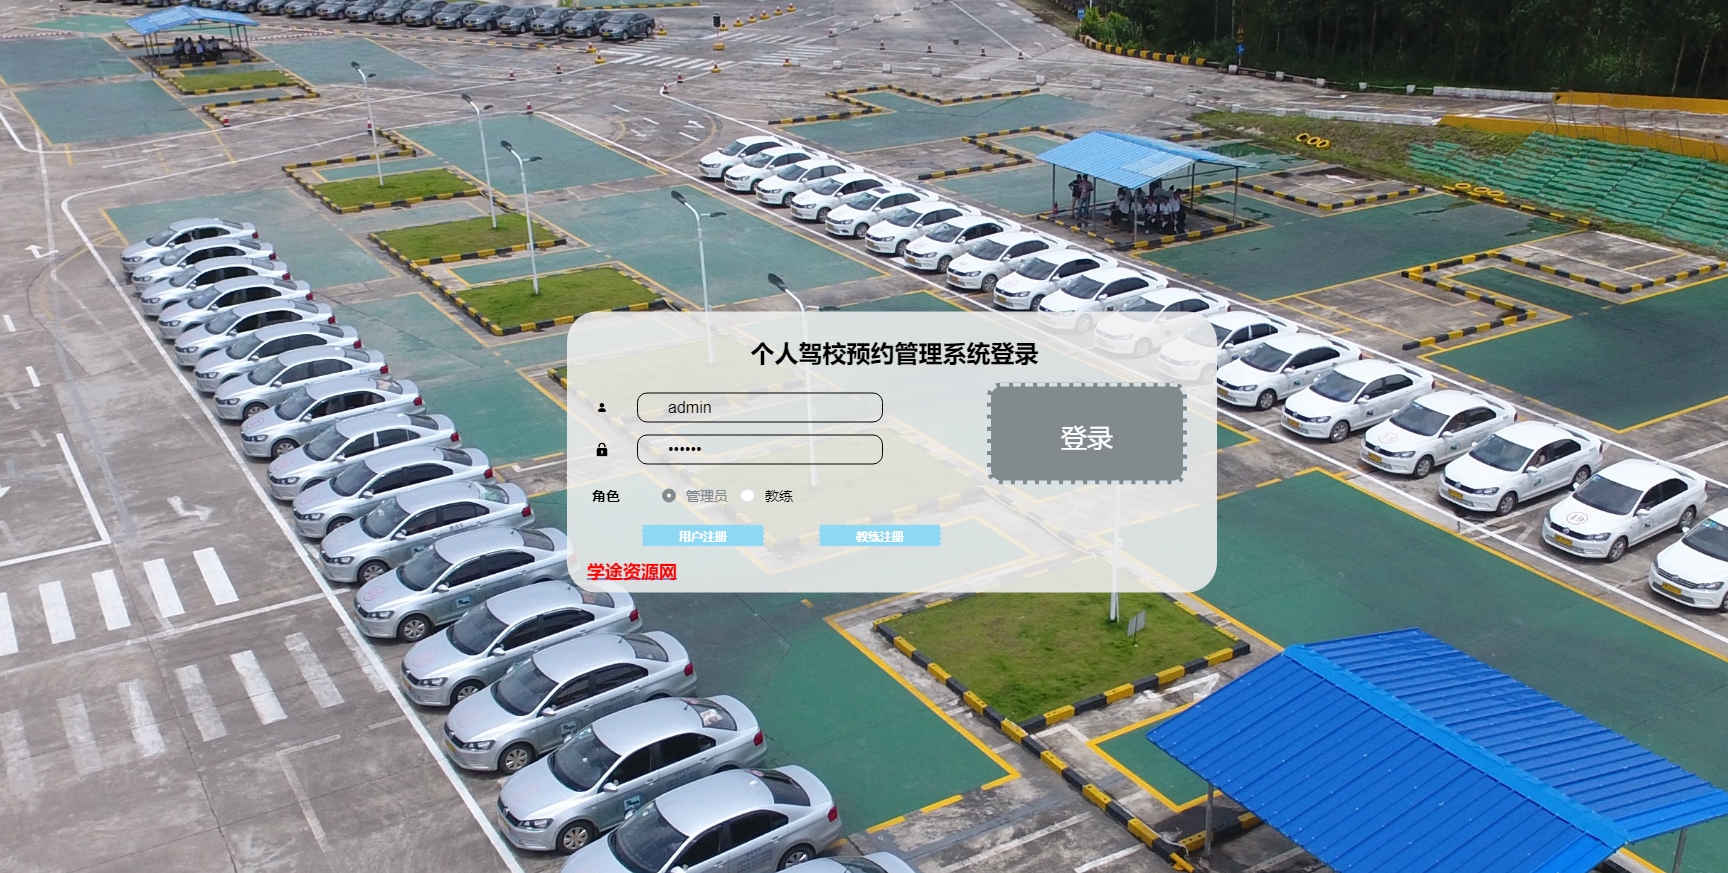 个人驾校预约管理系统登录
admin
••••••
登录
角色
管理员
教练
用户注册
教练注册
学途资源网